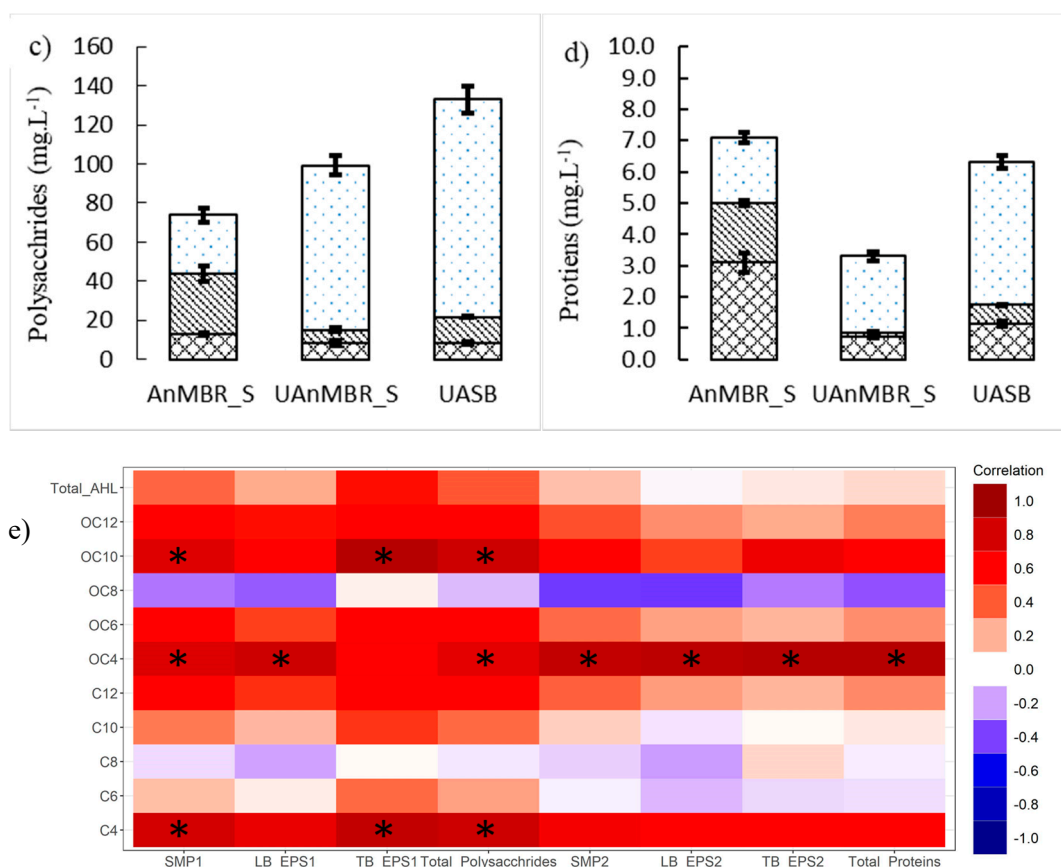 c)
Polysacchrides (mg.L⁻¹)
160
140
120
100
80
60
40
20
0
AnMBR_S UAnMBR_S UASB
d)
Protiens (mg.L⁻¹)
10.0
9.0
8.0
7.0
6.0
5.0
4.0
3.0
2.0
1.0
0.0
AnMBR_S UAnMBR_S UASB
e)
Total_AHL
OC12
OC10 * * *
OC8
OC6
OC4 * * * * * * *
C12
C10
C8
C6
C4 * * *
SMP1 LB_EPS1 TB_EPS1 Total_Polysacchrides SMP2 LB_EPS2 TB_EPS2 Total_Proteins
Correlation
1.0
0.8
0.6
0.4
0.2
0.0
-0.2
-0.4
-0.6
-0.8
-1.0